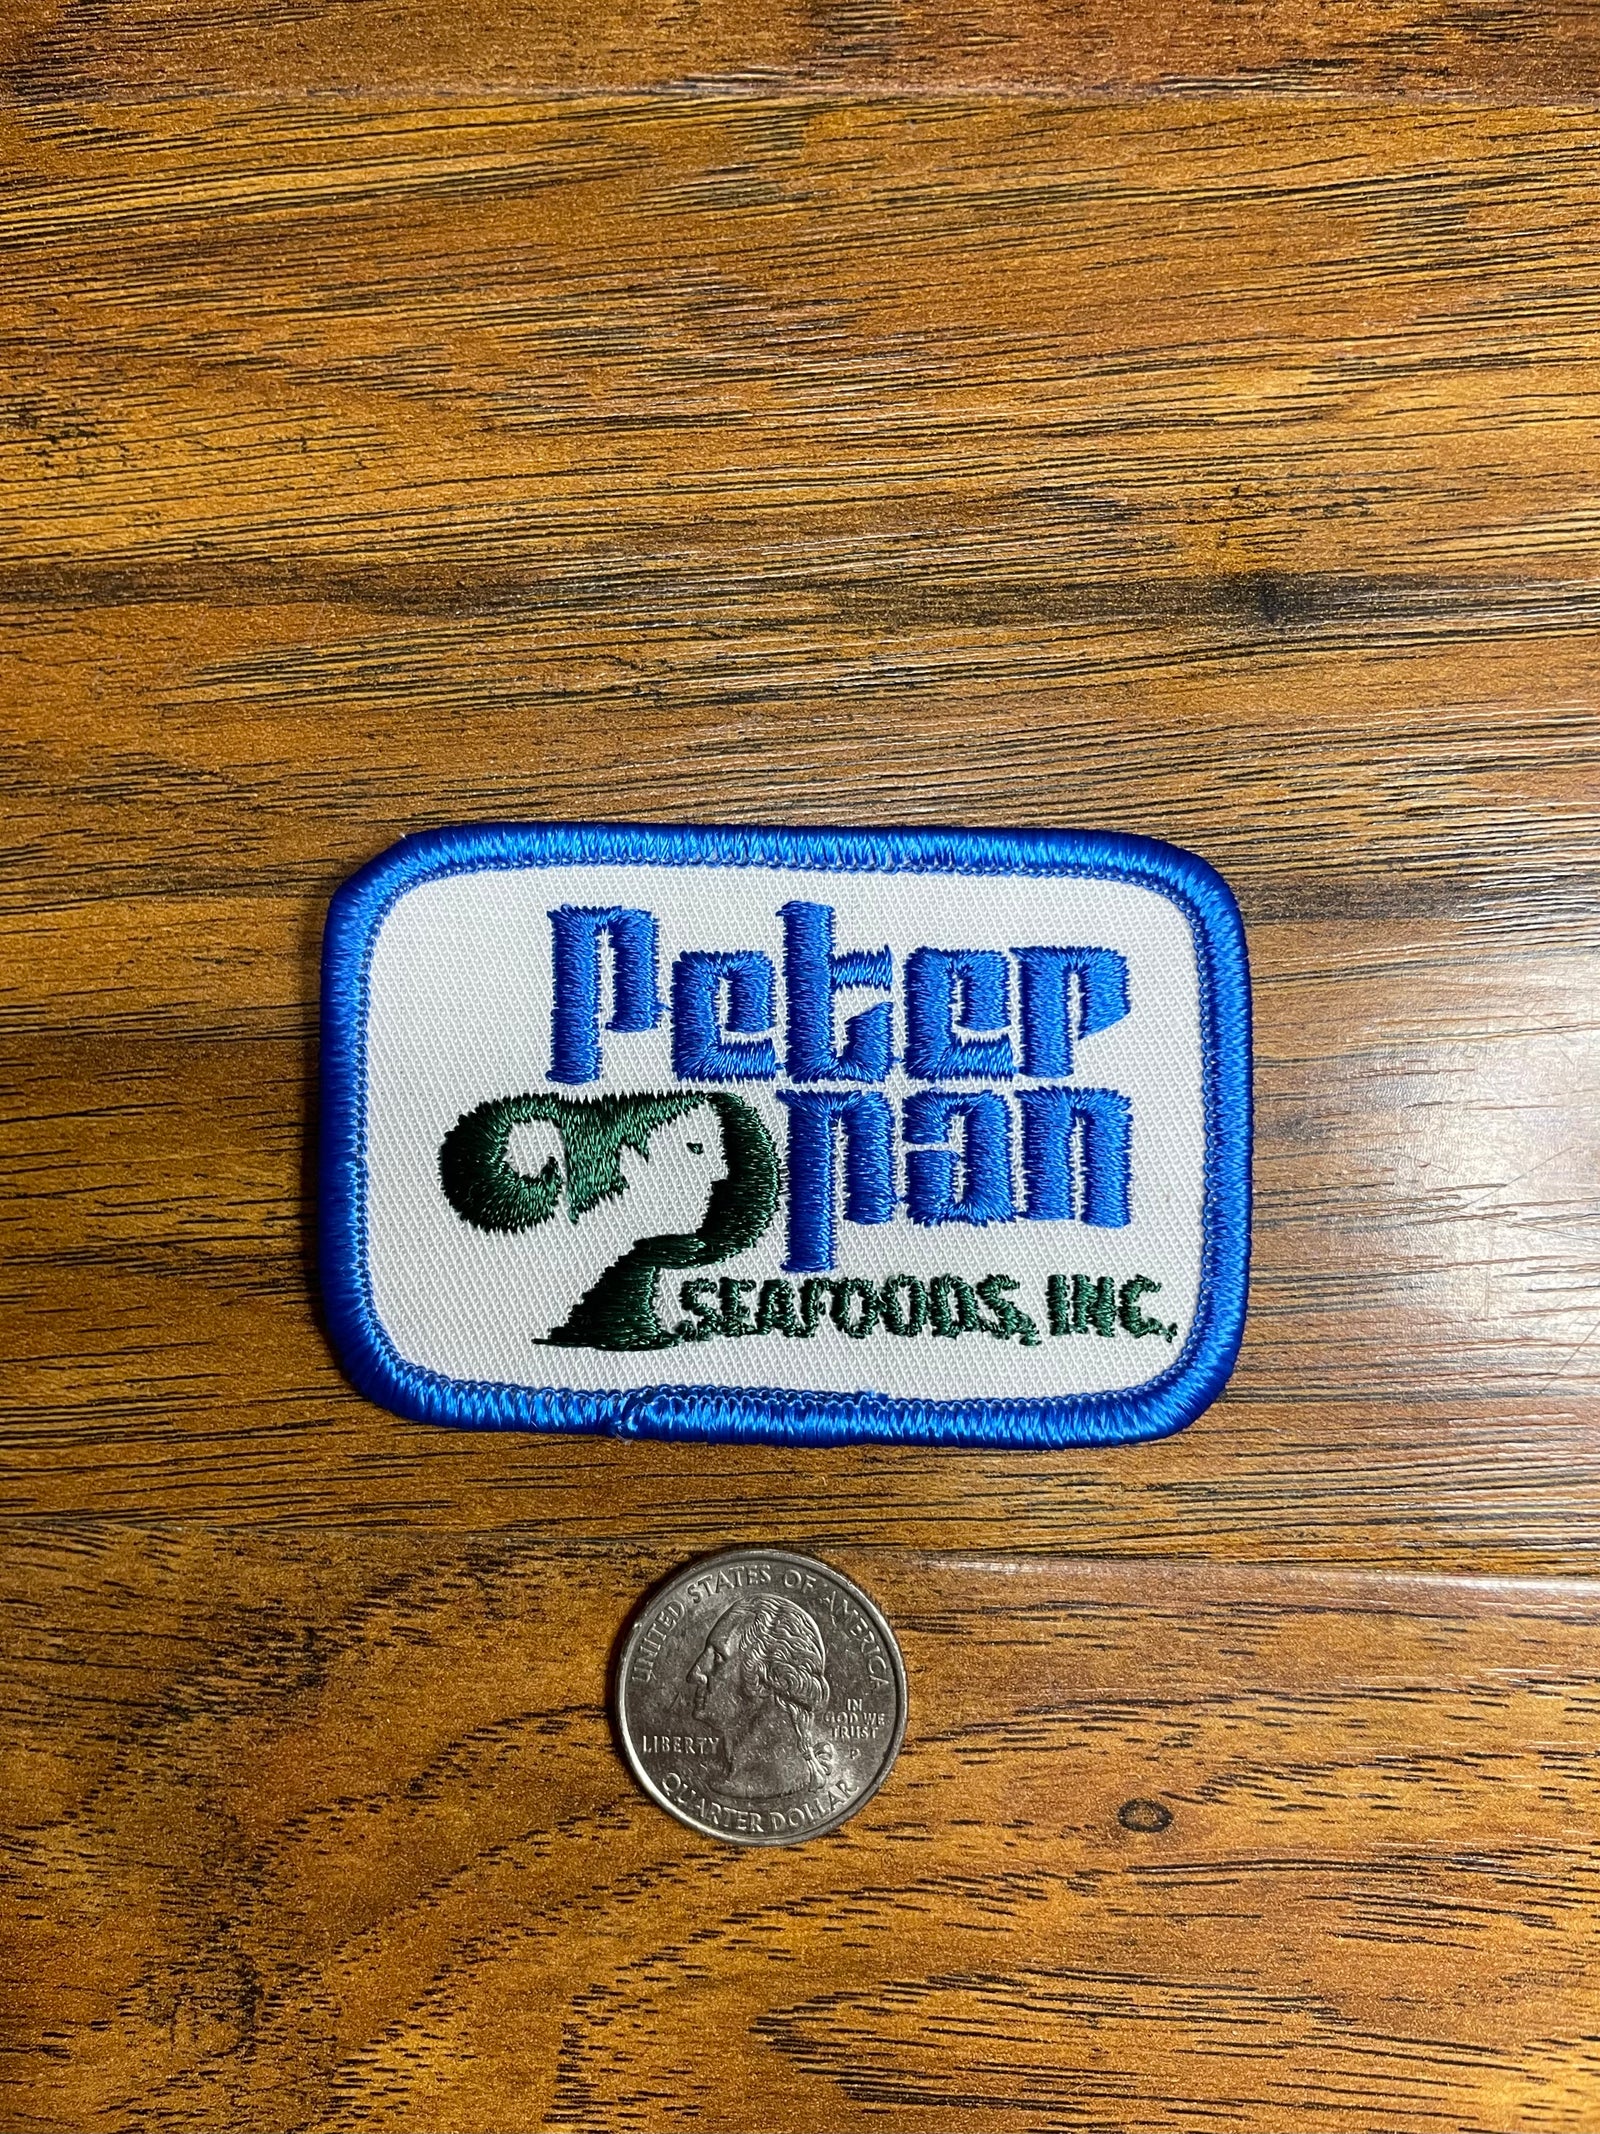 Peter
Pan
SEAFOODS, INC.
UNITED STATES OF AMERICA
IN
GOD WE
TRUST
P
LIBERTY
QUARTER DOLLAR